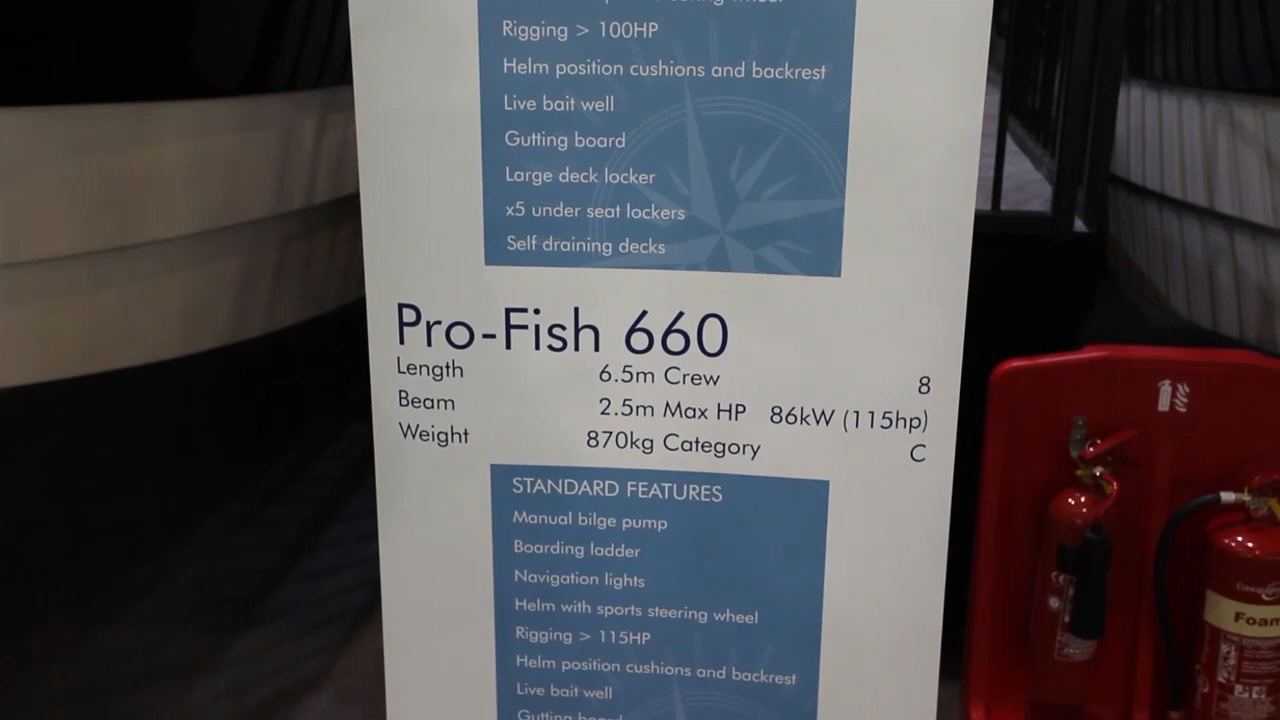 Rigging > 100HP
Helm position cushions and backrest
Live bait well
Gutting board
Large deck locker
x5 under seat lockers
Self draining decks
Pro-Fish 660
Length 6.5m Crew 8
Beam 2.5m Max HP 86kW (115hp)
Weight 870kg Category C
STANDARD FEATURES
Manual bilge pump
Boarding ladder
Navigation lights
Helm with sports steering wheel
Rigging > 115HP
Helm position cushions and backrest
Live bait well
Gutting board
Foam